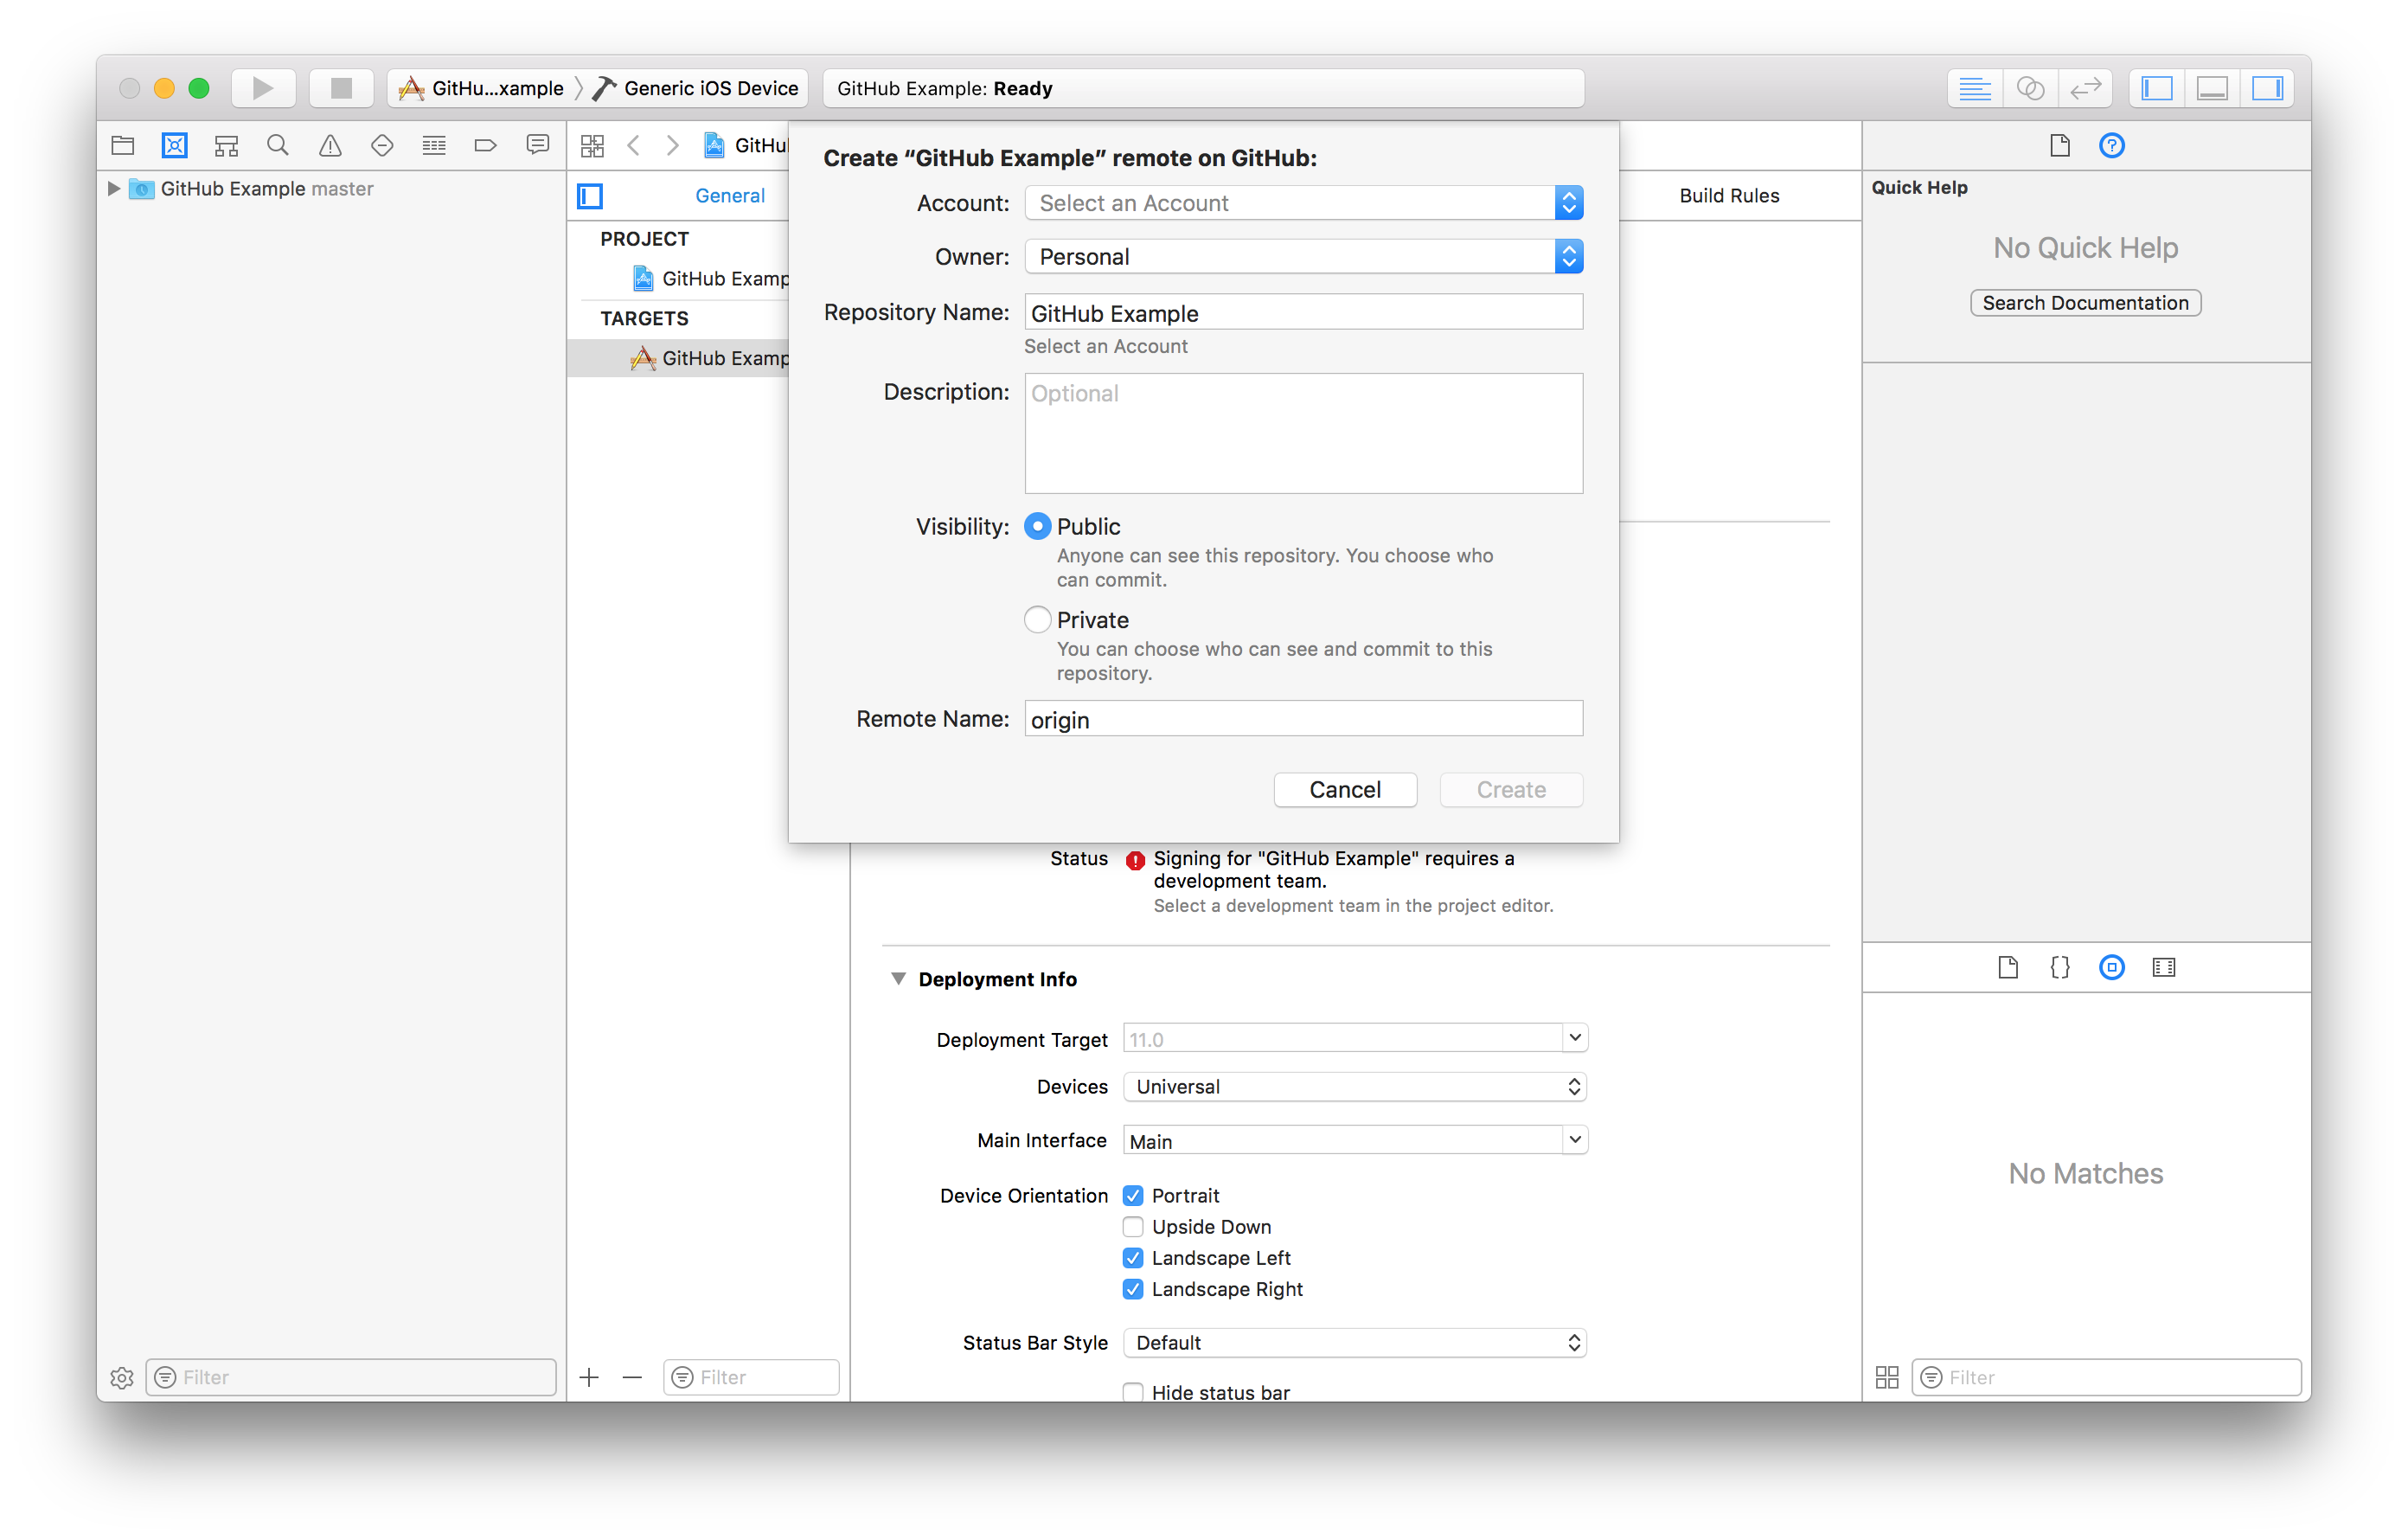 GitHu...xample
Generic iOS Device
GitHub Example: Ready
GitHub Example master
GitHu
General
Build Rules
PROJECT
GitHub Examp
TARGETS
GitHub Examp
Create “GitHub Example” remote on GitHub:
Account: Select an Account
Owner: Personal
Repository Name: GitHub Example
Select an Account
Description: Optional
Visibility: Public
Anyone can see this repository. You choose who
can commit.
Private
You can choose who can see and commit to this
repository.
Remote Name: origin
Cancel
Create
Status Signing for "GitHub Example" requires a
development team.
Select a development team in the project editor.
Deployment Info
Deployment Target 11.0
Devices Universal
Main Interface Main
Device Orientation Portrait
Upside Down
Landscape Left
Landscape Right
Status Bar Style Default
Hide status bar
Filter
Filter
Quick Help
No Quick Help
Search Documentation
No Matches
Filter